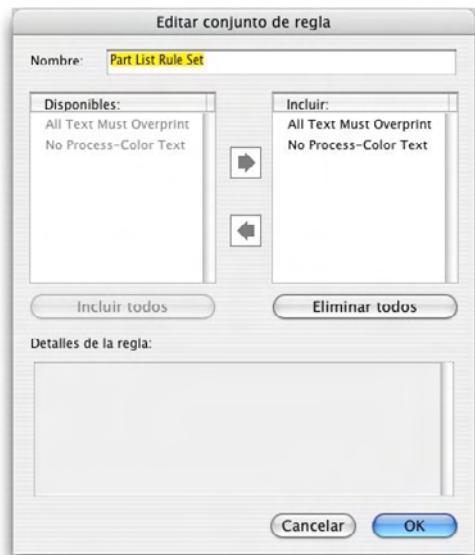 Editar conjunto de regla
Nombre: Part List Rule Set
Disponibles:
All Text Must Overprint
No Process-Color Text
Incluir:
All Text Must Overprint
No Process-Color Text
Incluir todos
Eliminar todos
Detalles de la regla:
Cancelar
OK